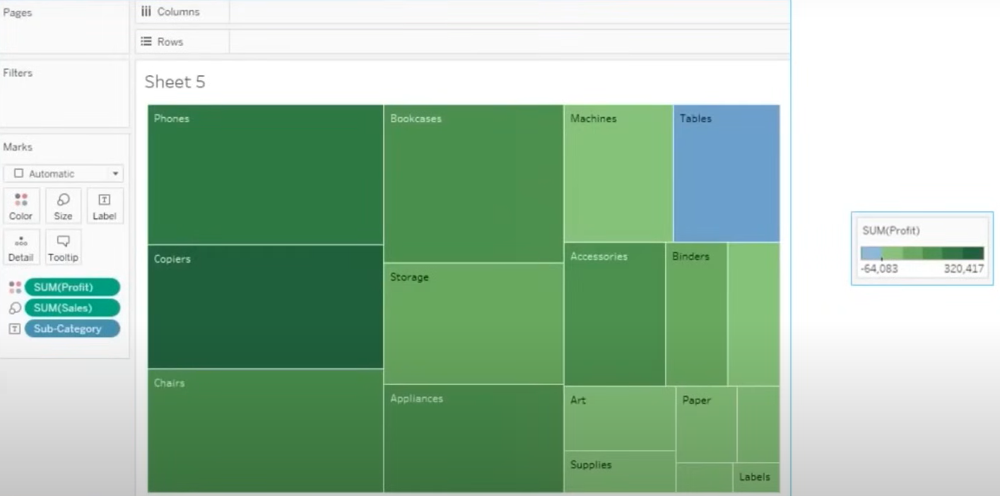 Pages
Columns
Rows
Filters
Sheet 5
Marks
Automatic
Color
Size
Label
Detail
Tooltip
SUM(Profit)
SUM(Sales)
Sub-Category
Phones
Bookcases
Machines
Tables
Copiers
Accessories
Binders
Storage
Chairs
Appliances
Art
Paper
Supplies
Labels
SUM(Profit)
-64,083
320,417